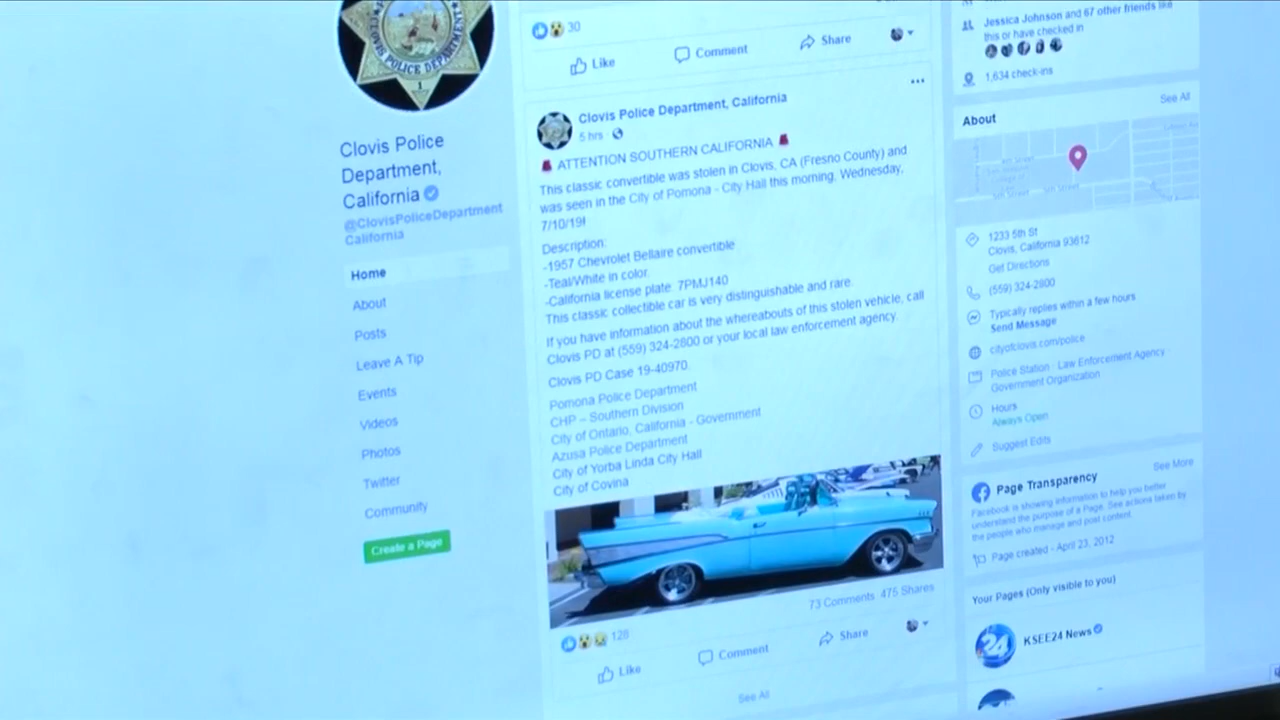 CLOVIS POLICE DEPARTMENT
1
Clovis Police
Department,
California
@ClovisPoliceDepartment
California
Home
About
Posts
Leave A Tip
Events
Videos
Photos
Twitter
Community
Create a Page
30
Like
Comment
Share
Clovis Police Department, California
5 hrs
ATTENTION SOUTHERN CALIFORNIA
This classic convertible was stolen in Clovis, CA (Fresno County) and
was seen in the City of Pomona - City Hall this morning, Wednesday,
7/10/19!
Description:
-1957 Chevrolet Bellaire convertible
-Teal/White in color.
-California license plate. 7PMJ140
This classic collectible car is very distinguishable and rare.
If you have information about the whereabouts of this stolen vehicle, call
Clovis PD at (559) 324-2800 or your local law enforcement agency.
Clovis PD Case 19-40970.
Pomona Police Department
CHP – Southern Division
City of Ontario, California - Government
Azusa Police Department
City of Yorba Linda City Hall
City of Covina
73 Comments 475 Shares
128
Like
Comment
Share
See All
Jessica Johnson and 67 other friends like
this or have checked in
1,634 check-ins
See All
About
1233 5th St
Clovis, California 93612
Get Directions
(559) 324-2800
Typically replies within a few hours
Send Message
cityofclovis.com/police
Police Station · Law Enforcement Agency ·
Government Organization
Hours
Always Open
Suggest Edits
Page Transparency
See More
Facebook is showing information to help you better
understand the purpose of a Page. See actions taken by
the people who manage and post content.
Page created - April 23, 2012
Your Pages (Only visible to you)
24
KSEE24 News